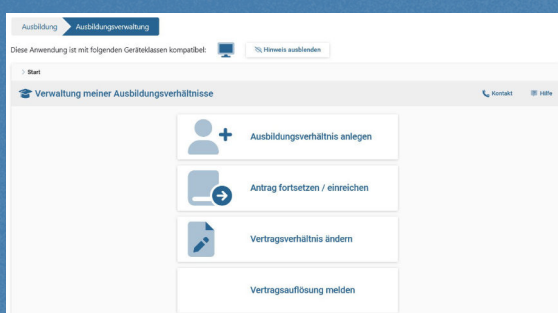 Ausbildung Ausbildungsverwaltung
Diese Anwendung ist mit folgenden Geräteklassen kompatibel: Hinweis ausblenden
> Start
Verwaltung meiner Ausbildungsverhältnisse Kontakt Hilfe
Ausbildungsverhältnis anlegen
Antrag fortsetzen / einreichen
Vertragsverhältnis ändern
Vertragsauflösung melden